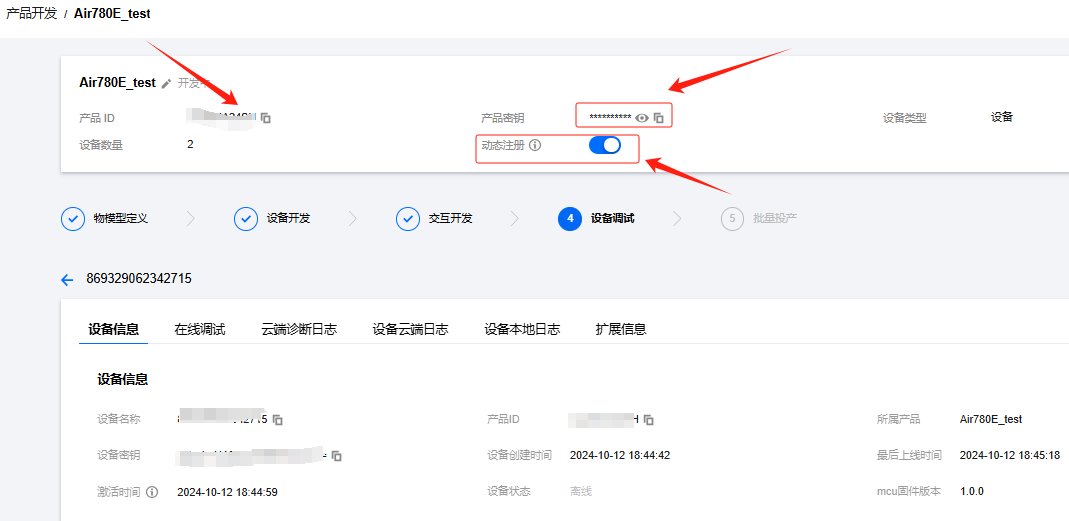 产品开发 / Air780E_test
Air780E_test 开发
产品 ID 产品密钥 ********** 设备类型 设备
设备数量 2 动态注册
物模型定义 设备开发 交互开发 4 设备调试 5 批量投产
869329062342715
设备信息 在线调试 云端诊断日志 设备云端日志 设备本地日志 扩展信息
设备信息
设备名称 产品ID H 所属产品 Air780E_test
设备密钥 设备创建时间 2024-10-12 18:44:42 最后上线时间 2024-10-12 18:45:18
激活时间 2024-10-12 18:44:59 设备状态 离线 mcu固件版本 1.0.0